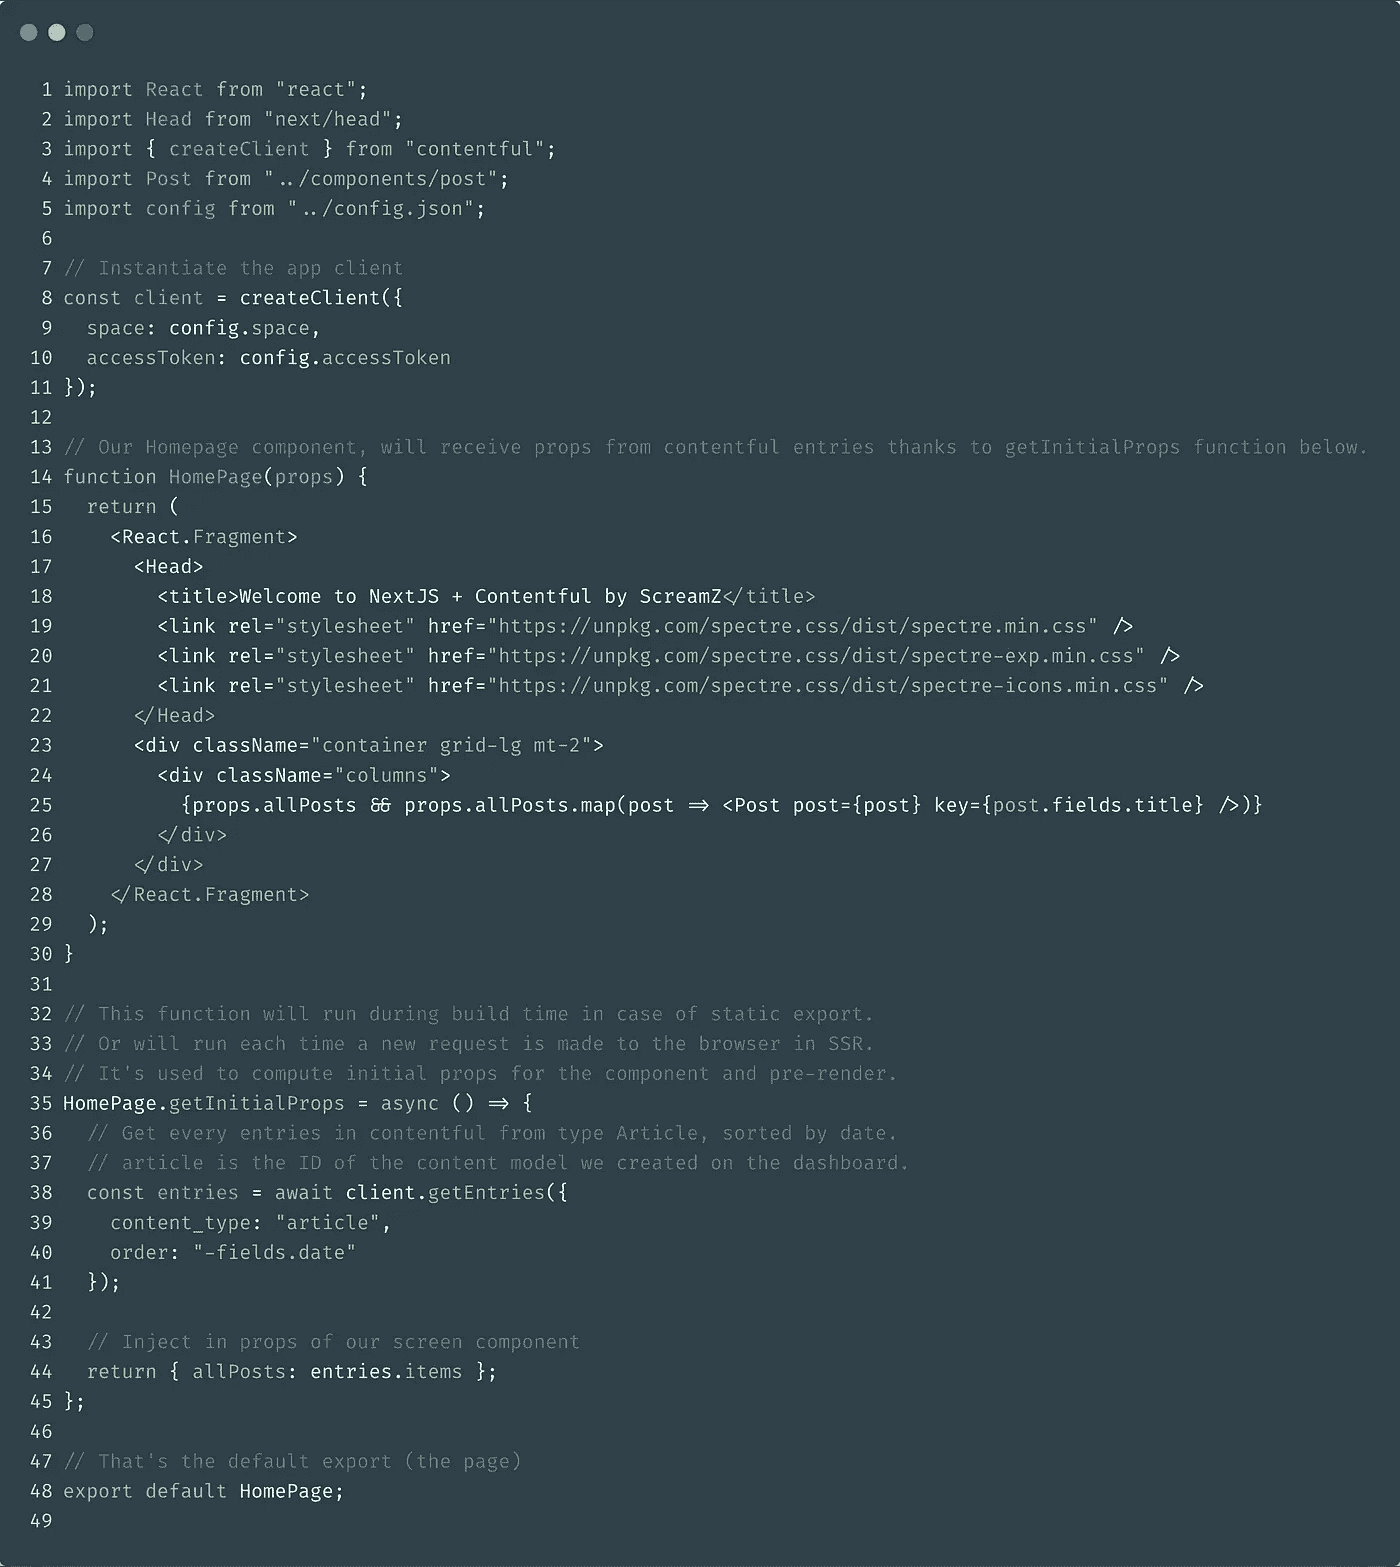 1 import React from "react";
2 import Head from "next/head";
3 import { createClient } from "contentful";
4 import Post from "../components/post";
5 import config from "../config.json";
6
7 // Instantiate the app client
8 const client = createClient({
9   space: config.space,
10   accessToken: config.accessToken
11 });
12
13 // Our Homepage component, will receive props from contentful entries thanks to getInitialProps function below.
14 function HomePage(props) {
15   return (
16     <React.Fragment>
17       <Head>
18         <title>Welcome to NextJS + Contentful by ScreamZ</title>
19         <link rel="stylesheet" href="https://unpkg.com/spectre.css/dist/spectre.min.css" />
20         <link rel="stylesheet" href="https://unpkg.com/spectre.css/dist/spectre-exp.min.css" />
21         <link rel="stylesheet" href="https://unpkg.com/spectre.css/dist/spectre-icons.min.css" />
22       </Head>
23       <div className="container grid-lg mt-2">
24         <div className="columns">
25           {props.allPosts && props.allPosts.map(post => <Post post={post} key={post.fields.title} />)}
26         </div>
27       </div>
28     </React.Fragment>
29   );
30 }
31
32 // This function will run during build time in case of static export.
33 // Or will run each time a new request is made to the browser in SSR.
34 // It's used to compute initial props for the component and pre-render.
35 HomePage.getInitialProps = async () => {
36   // Get every entries in contentful from type Article, sorted by date.
37   // article is the ID of the content model we created on the dashboard.
38   const entries = await client.getEntries({
39     content_type: "article",
40     order: "-fields.date"
41   });
42
43   // Inject in props of our screen component
44   return { allPosts: entries.items };
45 };
46
47 // That's the default export (the page)
48 export default HomePage;
49